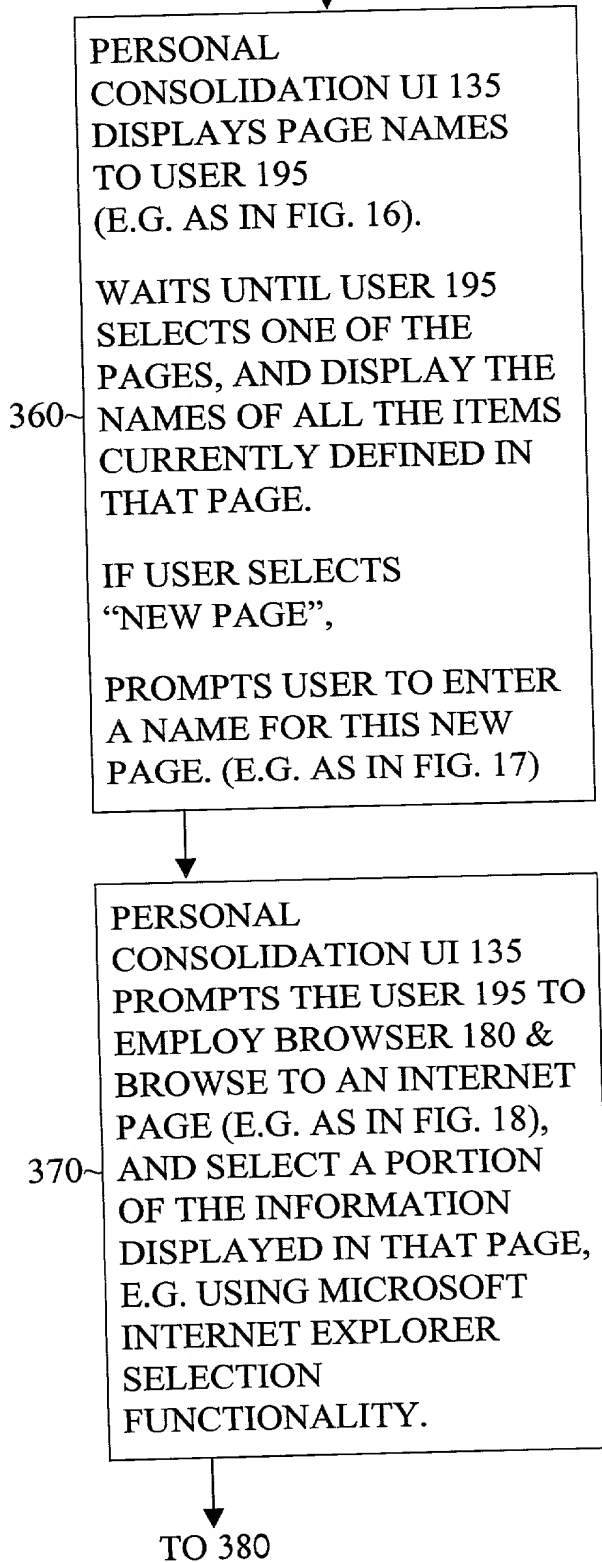 PERSONAL
CONSOLIDATION UI 135
DISPLAYS PAGE NAMES
TO USER 195
(E.G. AS IN FIG. 16).
WAITS UNTIL USER 195
SELECTS ONE OF THE
PAGES, AND DISPLAY THE
360~ NAMES OF ALL THE ITEMS
CURRENTLY DEFINED IN
THAT PAGE.
IF USER SELECTS
“NEW PAGE”,
PROMPTS USER TO ENTER
A NAME FOR THIS NEW
PAGE. (E.G. AS IN FIG. 17)
PERSONAL
CONSOLIDATION UI 135
PROMPTS THE USER 195 TO
EMPLOY BROWSER 180 &
BROWSE TO AN INTERNET
PAGE (E.G. AS IN FIG. 18),
370~ AND SELECT A PORTION
OF THE INFORMATION
DISPLAYED IN THAT PAGE,
E.G. USING MICROSOFT
INTERNET EXPLORER
SELECTION
FUNCTIONALITY.
TO 380